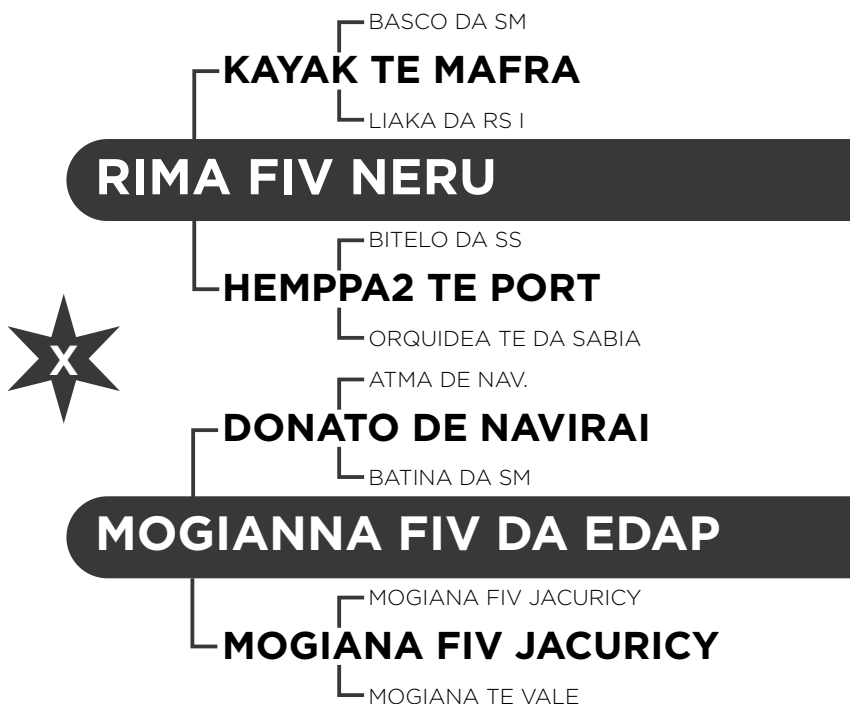 BASCO DA SM
KAYAK TE MAFRA
LIAKA DA RS I
RIMA FIV NERU
BITELO DA SS
HEMPPA2 TE PORT
ORQUIDEA TE DA SABIA
X
ATMA DE NAV.
DONATO DE NAVIRAI
BATINA DA SM
MOGIANNA FIV DA EDAP
MOGIANA FIV JACURICY
MOGIANA FIV JACURICY
MOGIANA TE VALE